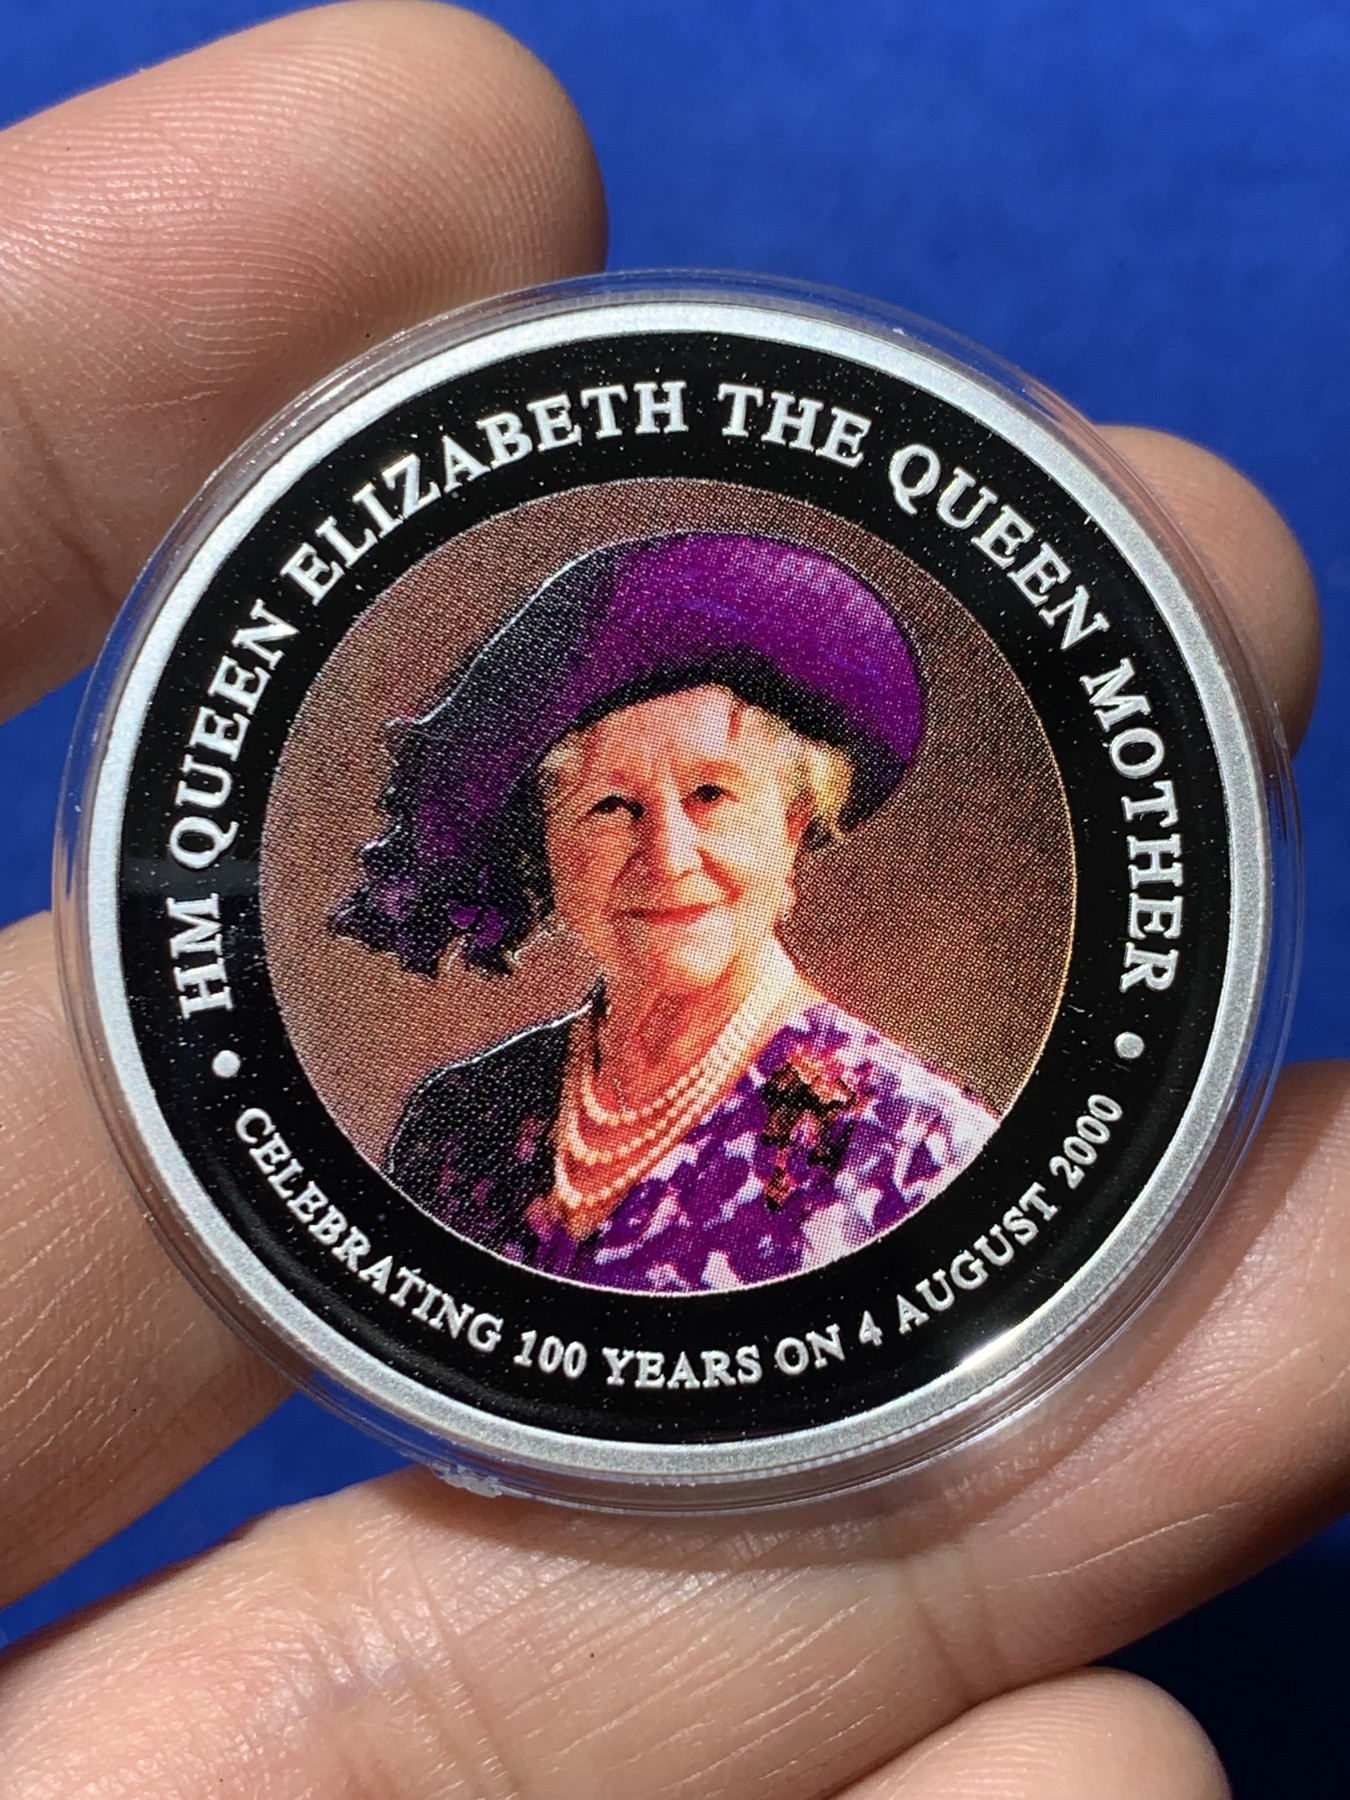 HM QUEEN ELIZABETH THE QUEEN MOTHER
CELEBRATING 100 YEARS ON 4 AUGUST 2000